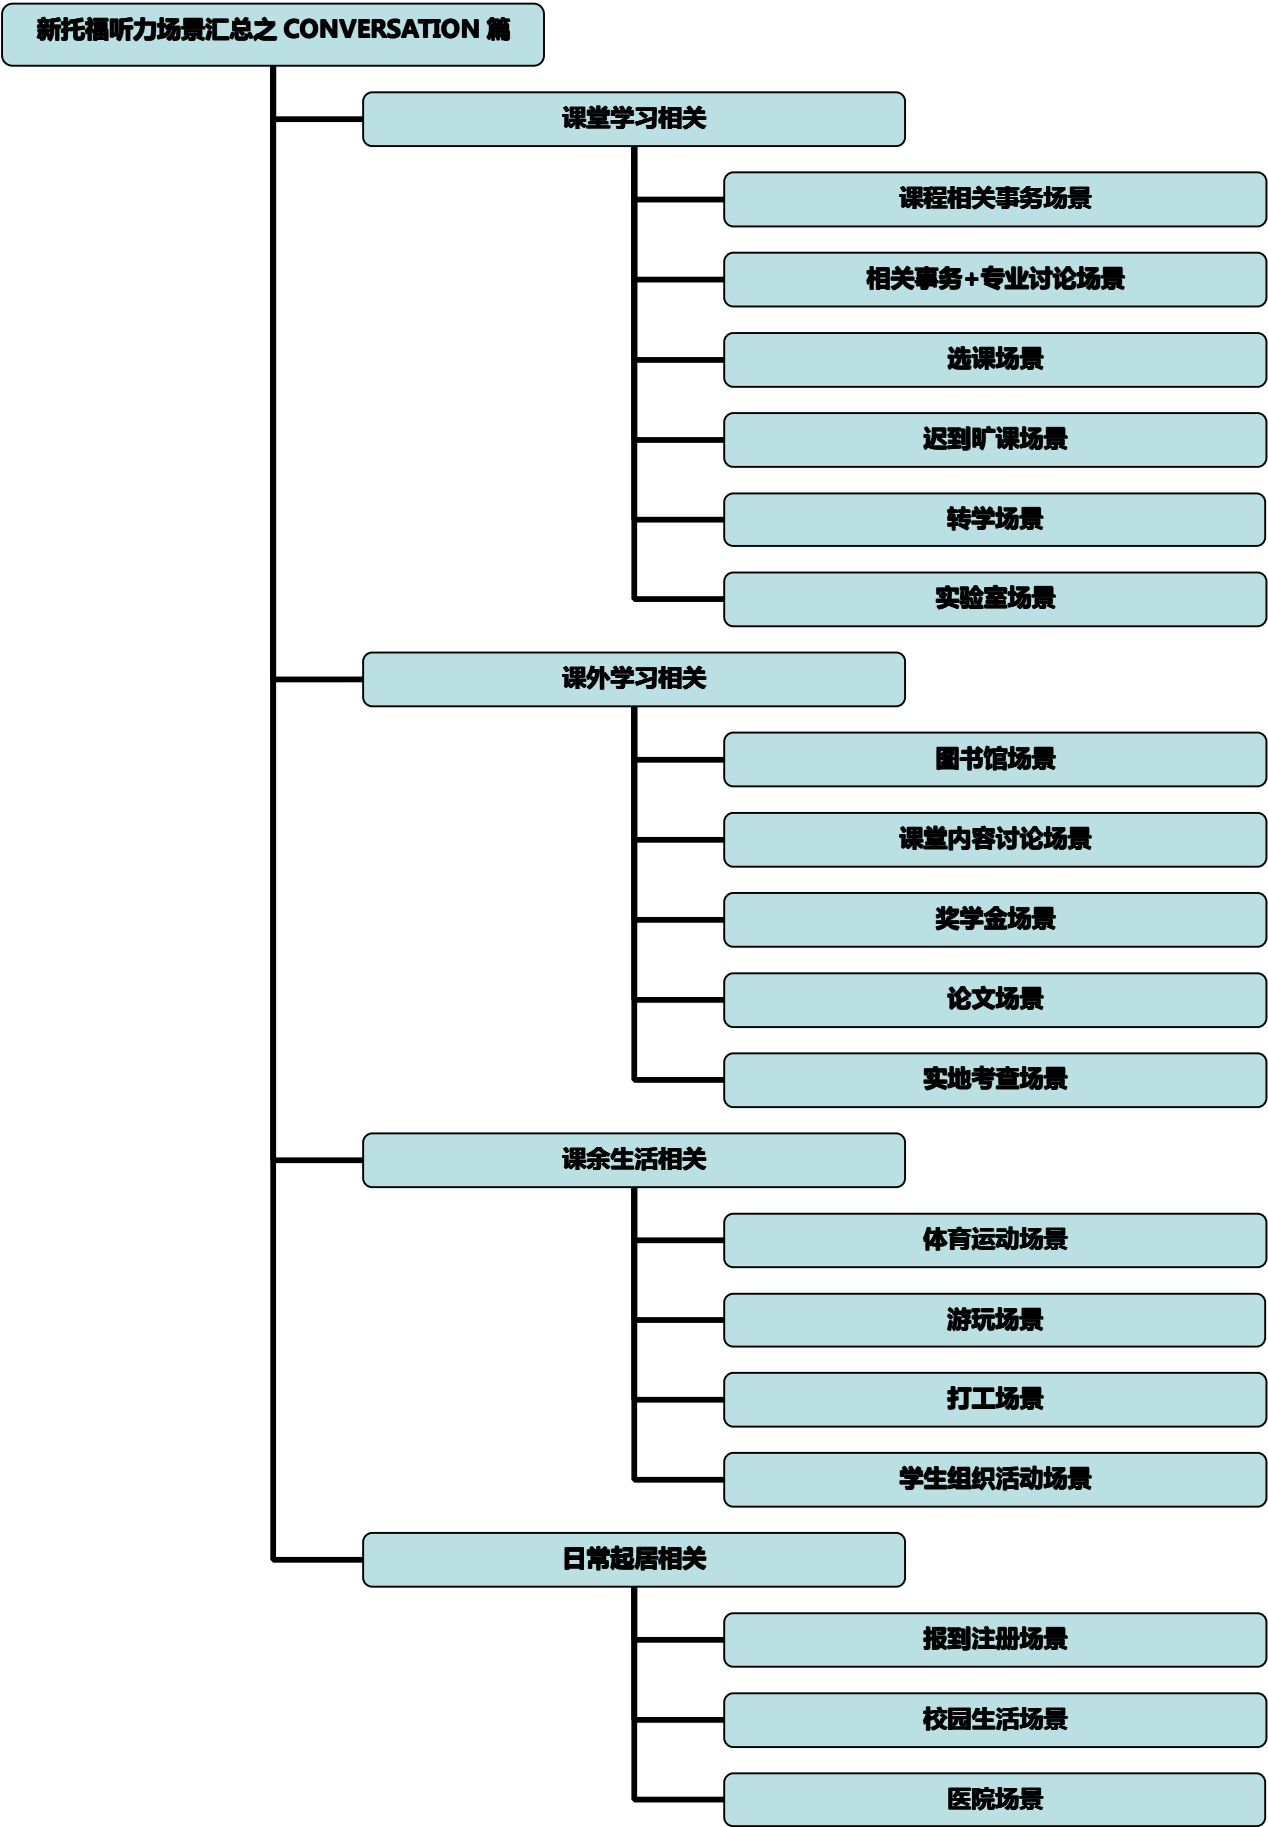 新托福听力场景汇总之 CONVERSATION 篇
课堂学习相关
课程相关事务场景
相关事务+专业讨论场景
选课场景
迟到旷课场景
转学场景
实验室场景
课外学习相关
图书馆场景
课堂内容讨论场景
奖学金场景
论文场景
实地考查场景
课余生活相关
体育运动场景
游玩场景
打工场景
学生组织活动场景
日常起居相关
报到注册场景
校园生活场景
医院场景